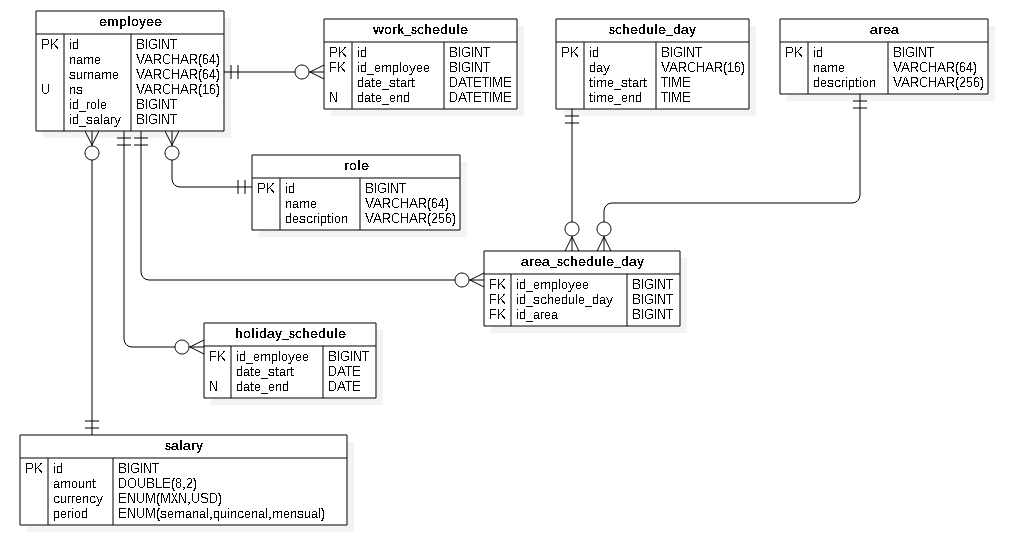 employee
PK id BIGINT
name VARCHAR(64)
surname VARCHAR(64)
U ns VARCHAR(16)
id_role BIGINT
id_salary BIGINT
work_schedule
PK id BIGINT
FK id_employee BIGINT
date_start DATETIME
N date_end DATETIME
schedule_day
PK id BIGINT
day VARCHAR(16)
time_start TIME
time_end TIME
area
PK id BIGINT
name VARCHAR(64)
description VARCHAR(256)
role
PK id BIGINT
name VARCHAR(64)
description VARCHAR(256)
area_schedule_day
FK id_employee BIGINT
FK id_schedule_day BIGINT
FK id_area BIGINT
holiday_schedule
FK id_employee BIGINT
date_start DATE
N date_end DATE
salary
PK id BIGINT
amount DOUBLE(8,2)
currency ENUM(MXN,USD)
period ENUM(semanal,quincenal,mensual)